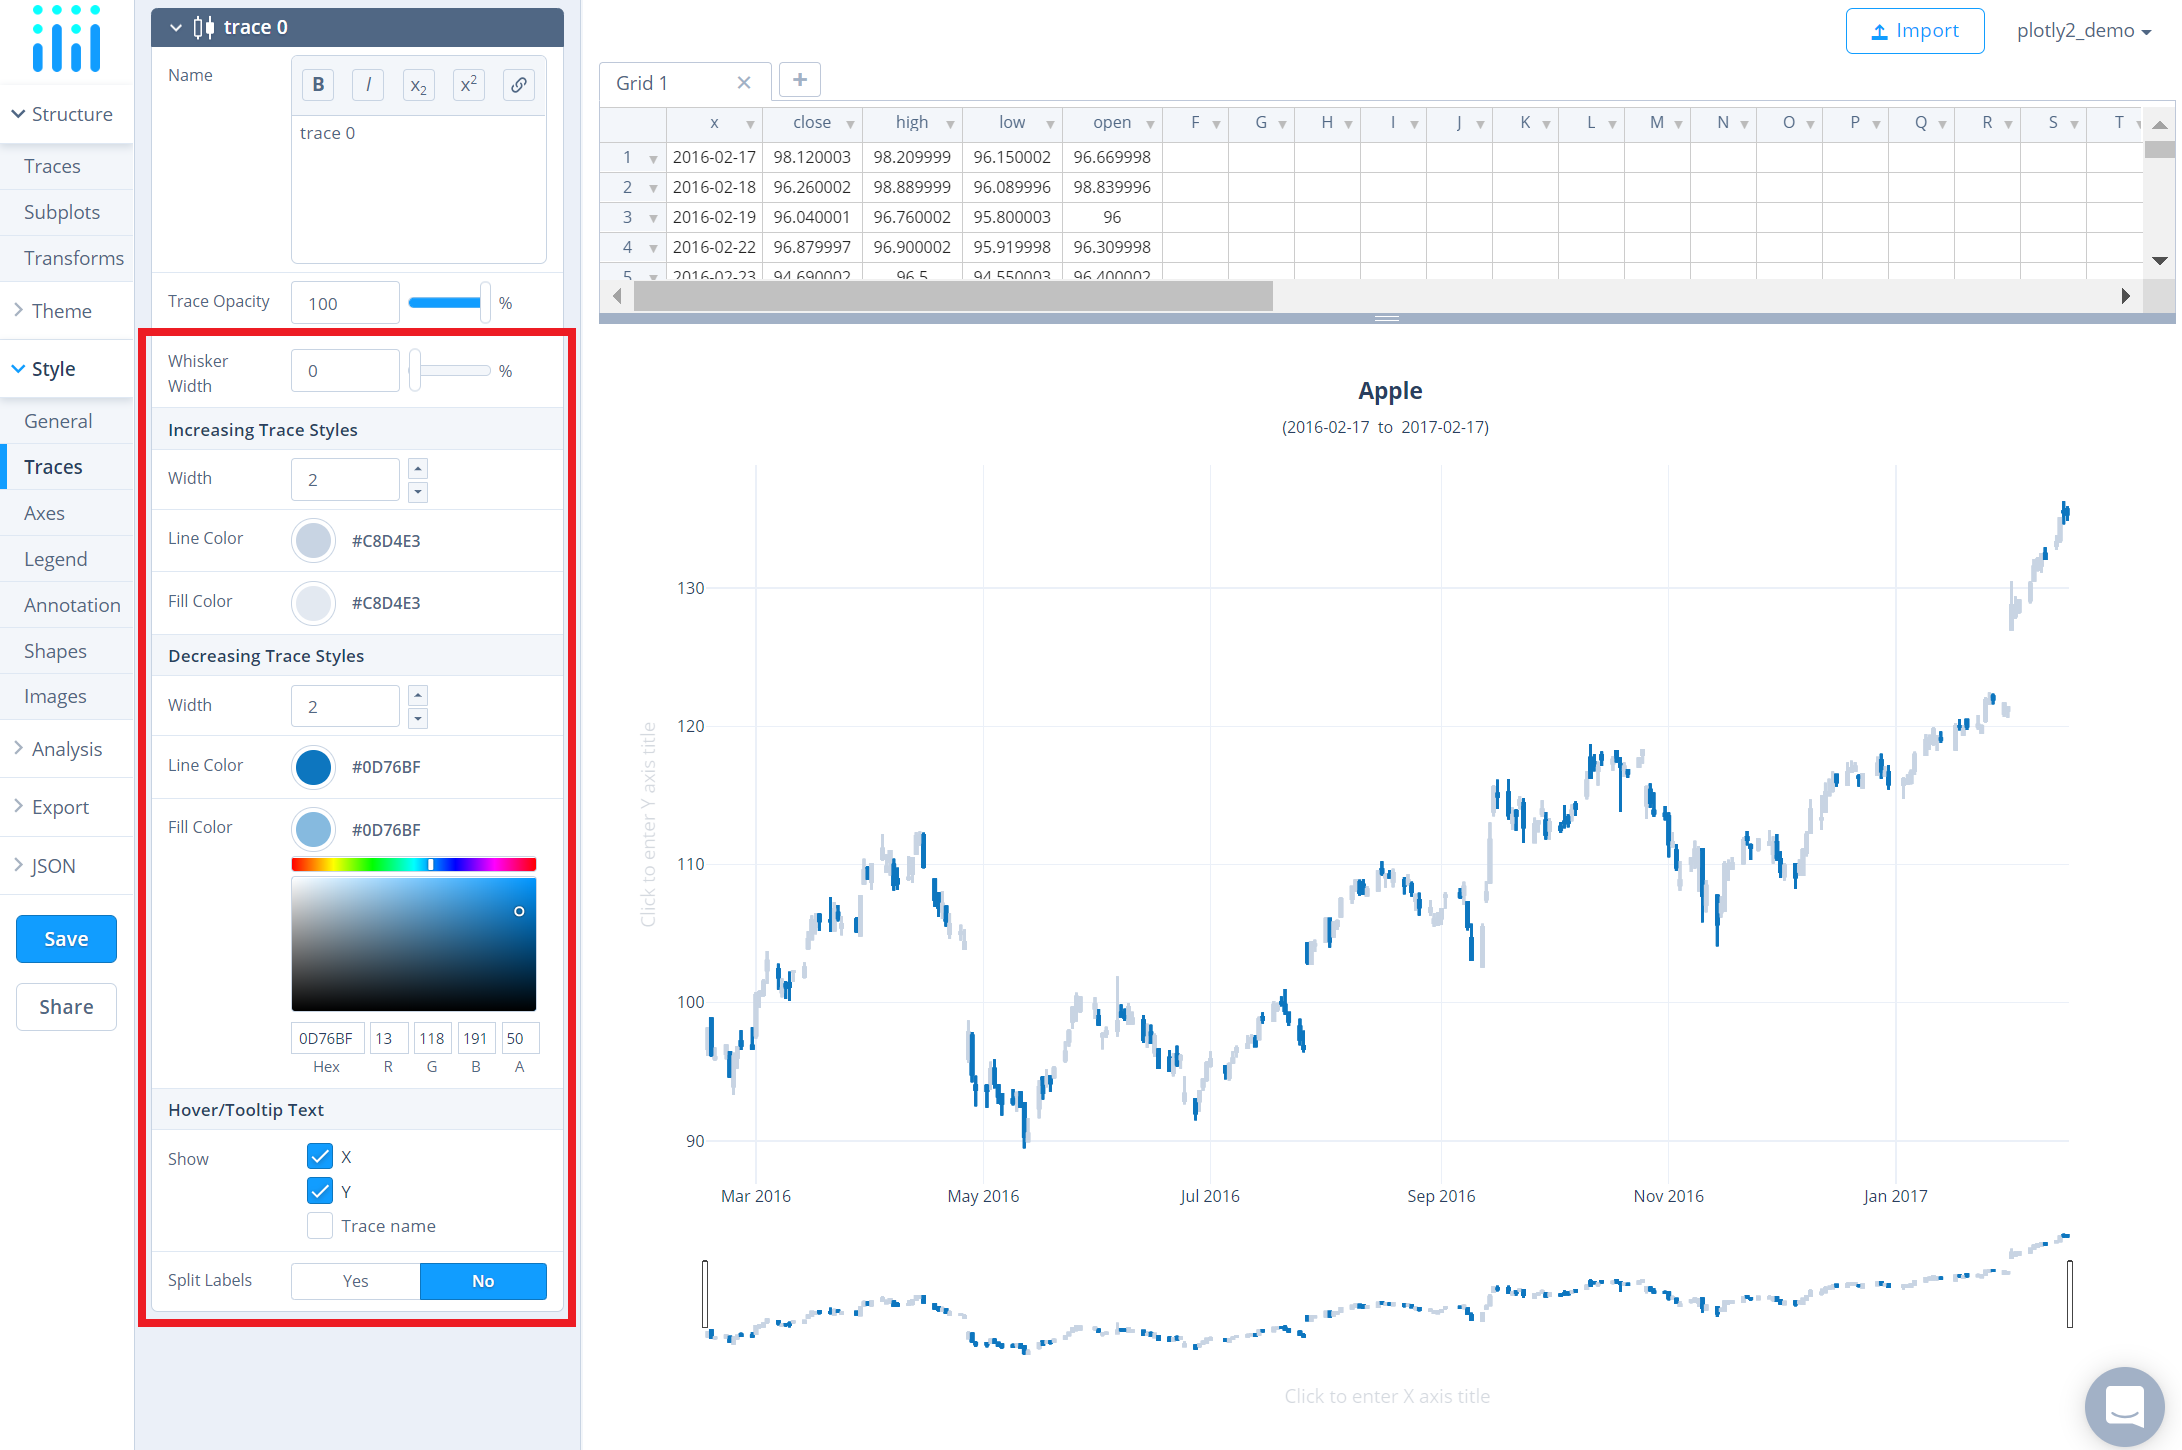 Structure
Traces
Subplots
Transforms
Theme
Style
General
Traces
Axes
Legend
Annotation
Shapes
Images
Analysis
Export
JSON
Save
Share
trace 0
Name
B I x2 x2
trace 0
Trace Opacity 100 %
Whisker
Width 0 %
Increasing Trace Styles
Width 2
Line Color #C8D4E3
Fill Color #C8D4E3
Decreasing Trace Styles
Width 2
Line Color #0D76BF
Fill Color #0D76BF
0D76BF 13 118 191 50
Hex R G B A
Hover/Tooltip Text
Show
X
Y
Trace name
Split Labels Yes No
Import plotly2_demo
Grid 1
x close high low open F G H I J K L M N O P Q R S T
1 2016-02-17 98.120003 98.209999 96.150002 96.669998
2 2016-02-18 96.260002 98.889999 96.089996 98.839996
3 2016-02-19 96.040001 96.760002 95.800003 96
4 2016-02-22 96.879997 96.900002 95.919998 96.309998
5 2016-02-23 94.690002 96.5 94.550003 96.400002
Apple
(2016-02-17 to 2017-02-17)
130
120
110
100
90
Click to enter Y axis title
Mar 2016 May 2016 Jul 2016 Sep 2016 Nov 2016 Jan 2017
Click to enter X axis title